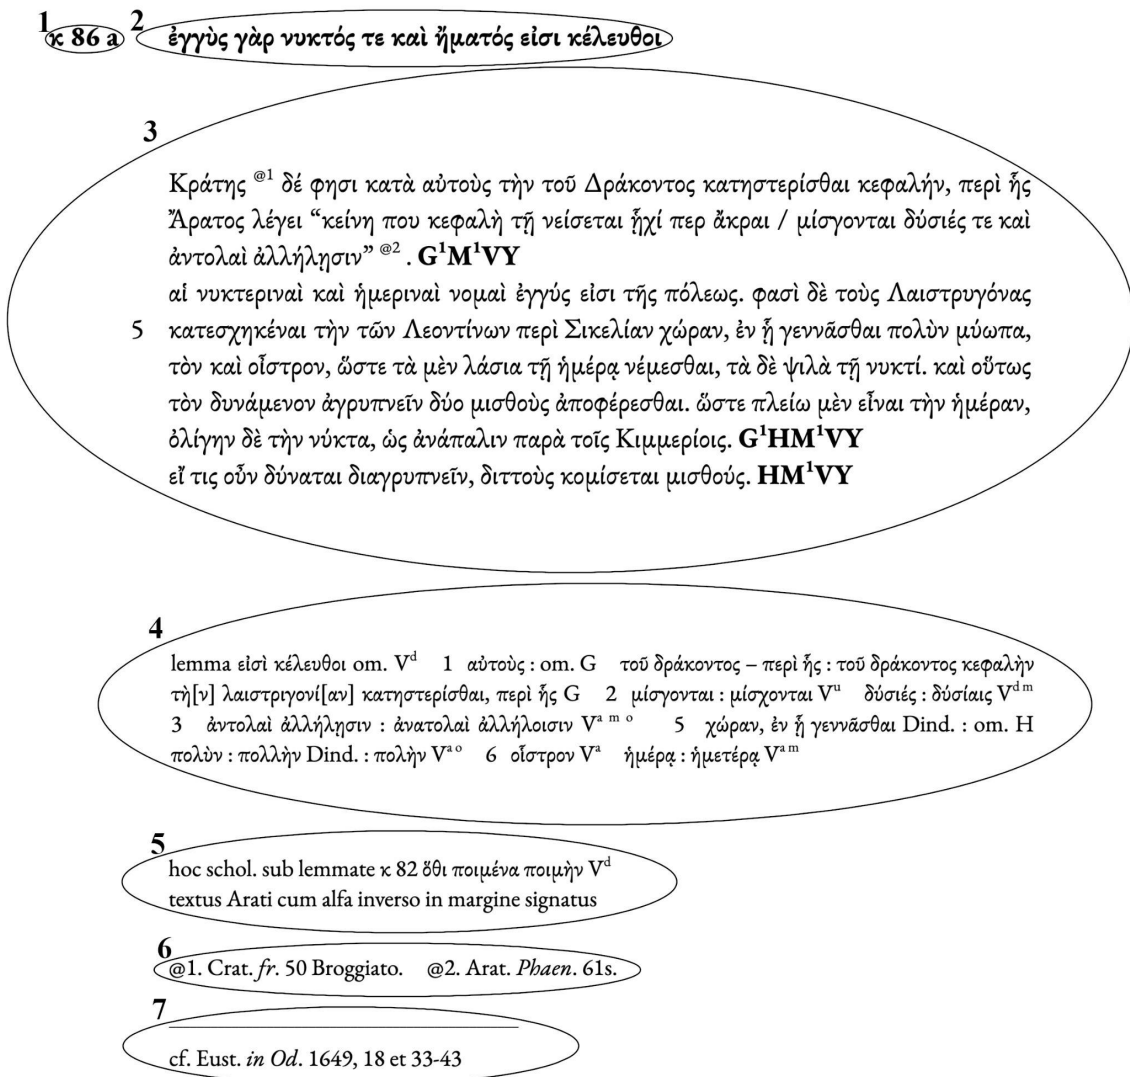 1 κ 86 a 2 ἐγγὺς γὰρ νυκτός τε καὶ ἤματός εἰσι κέλευθοι
3
Κράτης @1 δέ φησι κατὰ αὐτοὺς τὴν τοῦ Δράκοντος κατηστερίσθαι κεφαλήν, περὶ ἧς
Ἄρατος λέγει “κείνη που κεφαλὴ τῇ νείσεται ᾗχί περ ἄκραι / μίσγονται δύσιές τε καὶ
ἀντολαὶ ἀλλήλῃσιν” @2 . G¹M¹VY
αἱ νυκτεριναὶ καὶ ἡμεριναὶ νομαὶ ἐγγύς εἰσι τῆς πόλεως. φασὶ δὲ τοὺς Λαιστρυγόνας
5 κατεσχηκέναι τὴν τῶν Λεοντίνων περὶ Σικελίαν χώραν, ἐν ᾗ γεννᾶσθαι πολὺν μύωπα,
τὸν καὶ οἶστρον, ὥστε τὰ μὲν λάσια τῇ ἡμέρᾳ νέμεσθαι, τὰ δὲ ψιλὰ τῇ νυκτί. καὶ οὕτως
τὸν δυνάμενον ἀγρυπνεῖν δύο μισθοὺς ἀποφέρεσθαι. ὥστε πλείω μὲν εἶναι τὴν ἡμέραν,
ὀλίγην δὲ τὴν νύκτα, ὡς ἀνάπαλιν παρὰ τοῖς Κιμμερίοις. G¹HM¹VY
εἴ τις οὖν δύναται διαγρυπνεῖν, διττοὺς κομίσεται μισθούς. HM¹VY
4
lemma εἰσὶ κέλευθοι om. Vᵈ 1 αὐτοὺς : om. G τοῦ δράκοντος – περὶ ἧς : τοῦ δράκοντος κεφαλὴν
τὴ[ν] λαιστριγονί[αν] κατηστερίσθαι, περὶ ἧς G 2 μίσγονται : μίσχονται Vᵘ δύσιές : δύσίαις Vᵈ ᵐ
3 ἀντολαὶ ἀλλήλῃσιν : ἀνατολαὶ ἀλλήλοισιν Vᵃ ᵐ ᵒ 5 χώραν, ἐν ᾗ γεννᾶσθαι Dind. : om. H
πολὺν : πολλὴν Dind. : πολὴν Vᵃ ᵒ 6 οἶστρον Vᵃ ἡμέρᾳ : ἡμετέρᾳ Vᵃ ᵐ
5
hoc schol. sub lemmate κ 82 ὅθι ποιμένα ποιμὴν Vᵈ
textus Arati cum alfa inverso in margine signatus
6
@1. Crat. fr. 50 Broggiato. @2. Arat. Phaen. 61s.
7
cf. Eust. in Od. 1649, 18 et 33-43